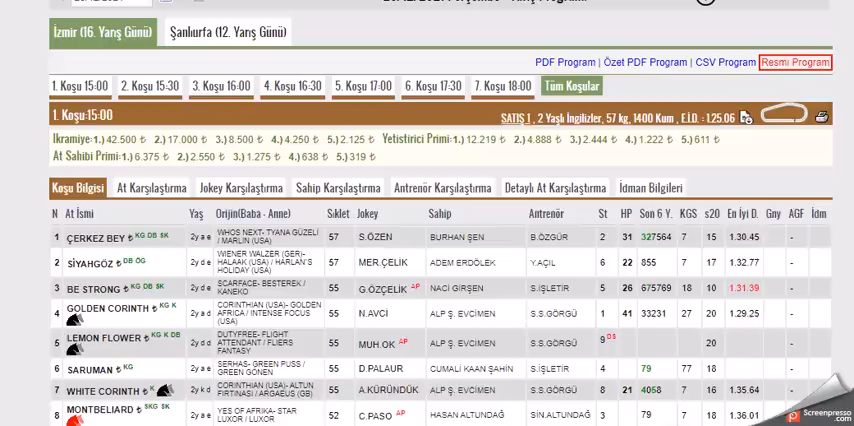 İzmir (16. Yarış Günü) Şanlıurfa (12. Yarış Günü)
PDF Program | Özet PDF Program | CSV Program Resmi Program
1. Koşu 15:00 2. Koşu 15:30 3. Koşu 16:00 4. Koşu 16:30 5. Koşu 17:00 6. Koşu 17:30 7. Koşu 18:00 Tüm Koşular
1. Koşu:15:00 SATIŞ 1 , 2 Yaşlı İngilizler, 57 kg, 1400 Kum , E.İ.D. : 1.25.06
Ikramiye:1.) 42.500 ₺ 2.) 17.000 ₺ 3.) 8.500 ₺ 4.) 4.250 ₺ 5.) 2.125 ₺ Yetistirici Primi:1.) 12.219 ₺ 2.) 4.888 ₺ 3.) 2.444 ₺ 4.) 1.222 ₺ 5.) 611 ₺
At Sahibi Primi:1.) 6.375 ₺ 2.) 2.550 ₺ 3.) 1.275 ₺ 4.) 638 ₺ 5.) 319 ₺
Koşu Bilgisi At Karşılaştırma Jokey Karşılaştırma Sahip Karşılaştırma Antrenör Karşılaştırma Detaylı At Karşılaştırma İdman Bilgileri
N At İsmi Yaş Orijin(Baba - Anne) Sıklet Jokey Sahip Antrenör St HP Son 6 Y. KGS s20 En İyi D. Gny AGF İdm
1 ÇERKEZ BEY ₺ KG DB SK 2y a e WHOS NEXT- TYANA GÜZELİ / MARLIN (USA) 57 S.ÖZEN BURHAN ŞEN B.ÖZGÜR 2 31 327564 7 15 1.30.45 -
2 SİYAHGÖZ ₺ DB ÖG 2y d e WIENER WALZER (GER)- HALAAK (USA) / HARLAN'S HOLIDAY (USA) 57 MER.ÇELİK ADEM ERDÖLEK Y.AÇIL 6 22 855 7 17 1.32.77 -
3 BE STRONG ₺ KG DB SK 2y d e SCARFACE- BESTEREK / KANEKO 55 G.ÖZÇELİK AP NACİ GİRŞEN S.İŞLETİR 5 26 675769 18 10 1.31.39 -
4 GOLDEN CORINTH ₺ KG K 2y a d CORINTHIAN (USA)- GOLDEN AFRICA / INTENSE FOCUS (USA) 55 N.AVCİ ALP Ş. EVCİMEN S.S.GÖRGÜ 1 41 33231 27 20 1.29.25 -
5 LEMON FLOWER ₺ KG K DB 2y d d DUTYFREE- FLIGHT ATTENDANT / FLIERS FANTASY 55 MUH.OK AP ALP Ş. EVCİMEN S.S.GÖRGÜ 9 DS 20 -
6 SARUMAN ₺ KG 2y a e SERHAS- GREEN PUSS / GREEN GÖNEN 55 D.PALAUR CUMALİ KAAN ŞAHİN S.İŞLETİR 4 79 77 18 -
7 WHITE CORINTH ₺ K 2y k d CORINTHIAN (USA)- ALTUN FIRTINASI / ARGAEUS (GB) 55 A.KÜRÜNDÜK ALP Ş. EVCİMEN S.S.GÖRGÜ 8 21 4058 7 16 1.35.64 -
8 MONTBELIARD ₺ SKG SK 2y a e YES OF AFRIKA- STAR LUXOR / LUXOR 52 C.PASO AP HASAN ALTUNDAĞ SİN.ALTUNDAĞ 3 79 7 18 1.36.01 -
Screenpresso
.com